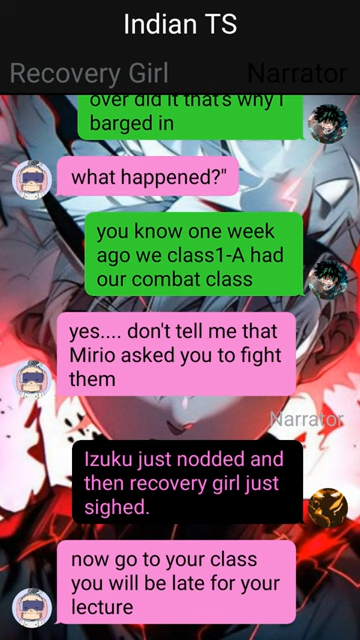 Indian TS
Recovery Girl
Narrator
over did it that's why I
barged in
what happened?"
you know one week
ago we class1-A had
our combat class
yes.... don't tell me that
Mirio asked you to fight
them
Narrator
Izuku just nodded and
then recovery girl just
sighed.
now go to your class
you will be late for your
lecture